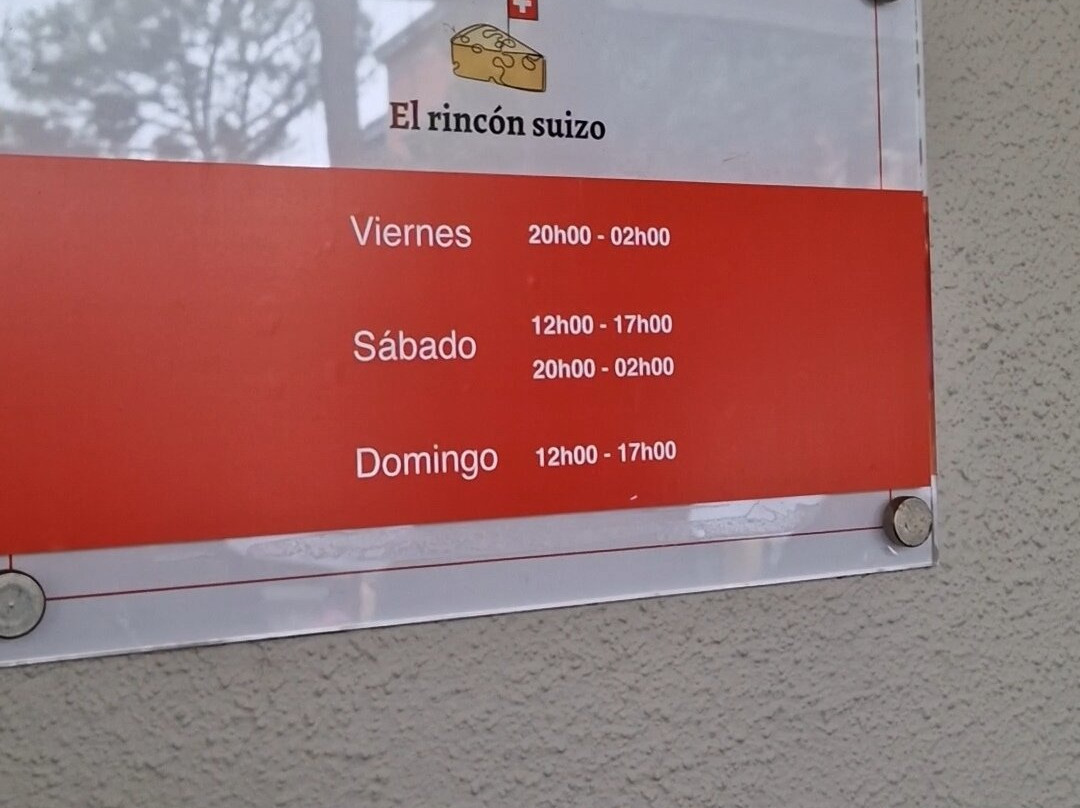 El rincón suizo
Viernes 20h00 - 02h00
Sábado 12h00 - 17h00
20h00 - 02h00
Domingo 12h00 - 17h00